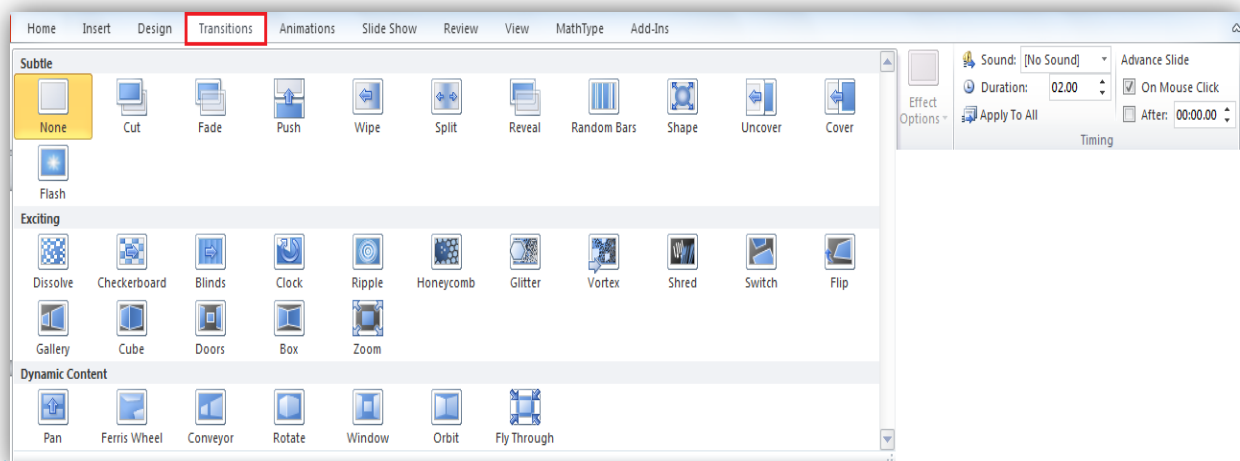 Home Insert Design Transitions Animations Slide Show Review View MathType Add-Ins
Subtle
None Cut Fade Push Wipe Split Reveal Random Bars Shape Uncover Cover
Flash
Exciting
Dissolve Checkerboard Blinds Clock Ripple Honeycomb Glitter Vortex Shred Switch Flip
Gallery Cube Doors Box Zoom
Dynamic Content
Pan Ferris Wheel Conveyor Rotate Window Orbit Fly Through
Effect
Options
Sound: [No Sound]
Duration: 02.00
Apply To All
Advance Slide
On Mouse Click
After: 00:00.00
Timing